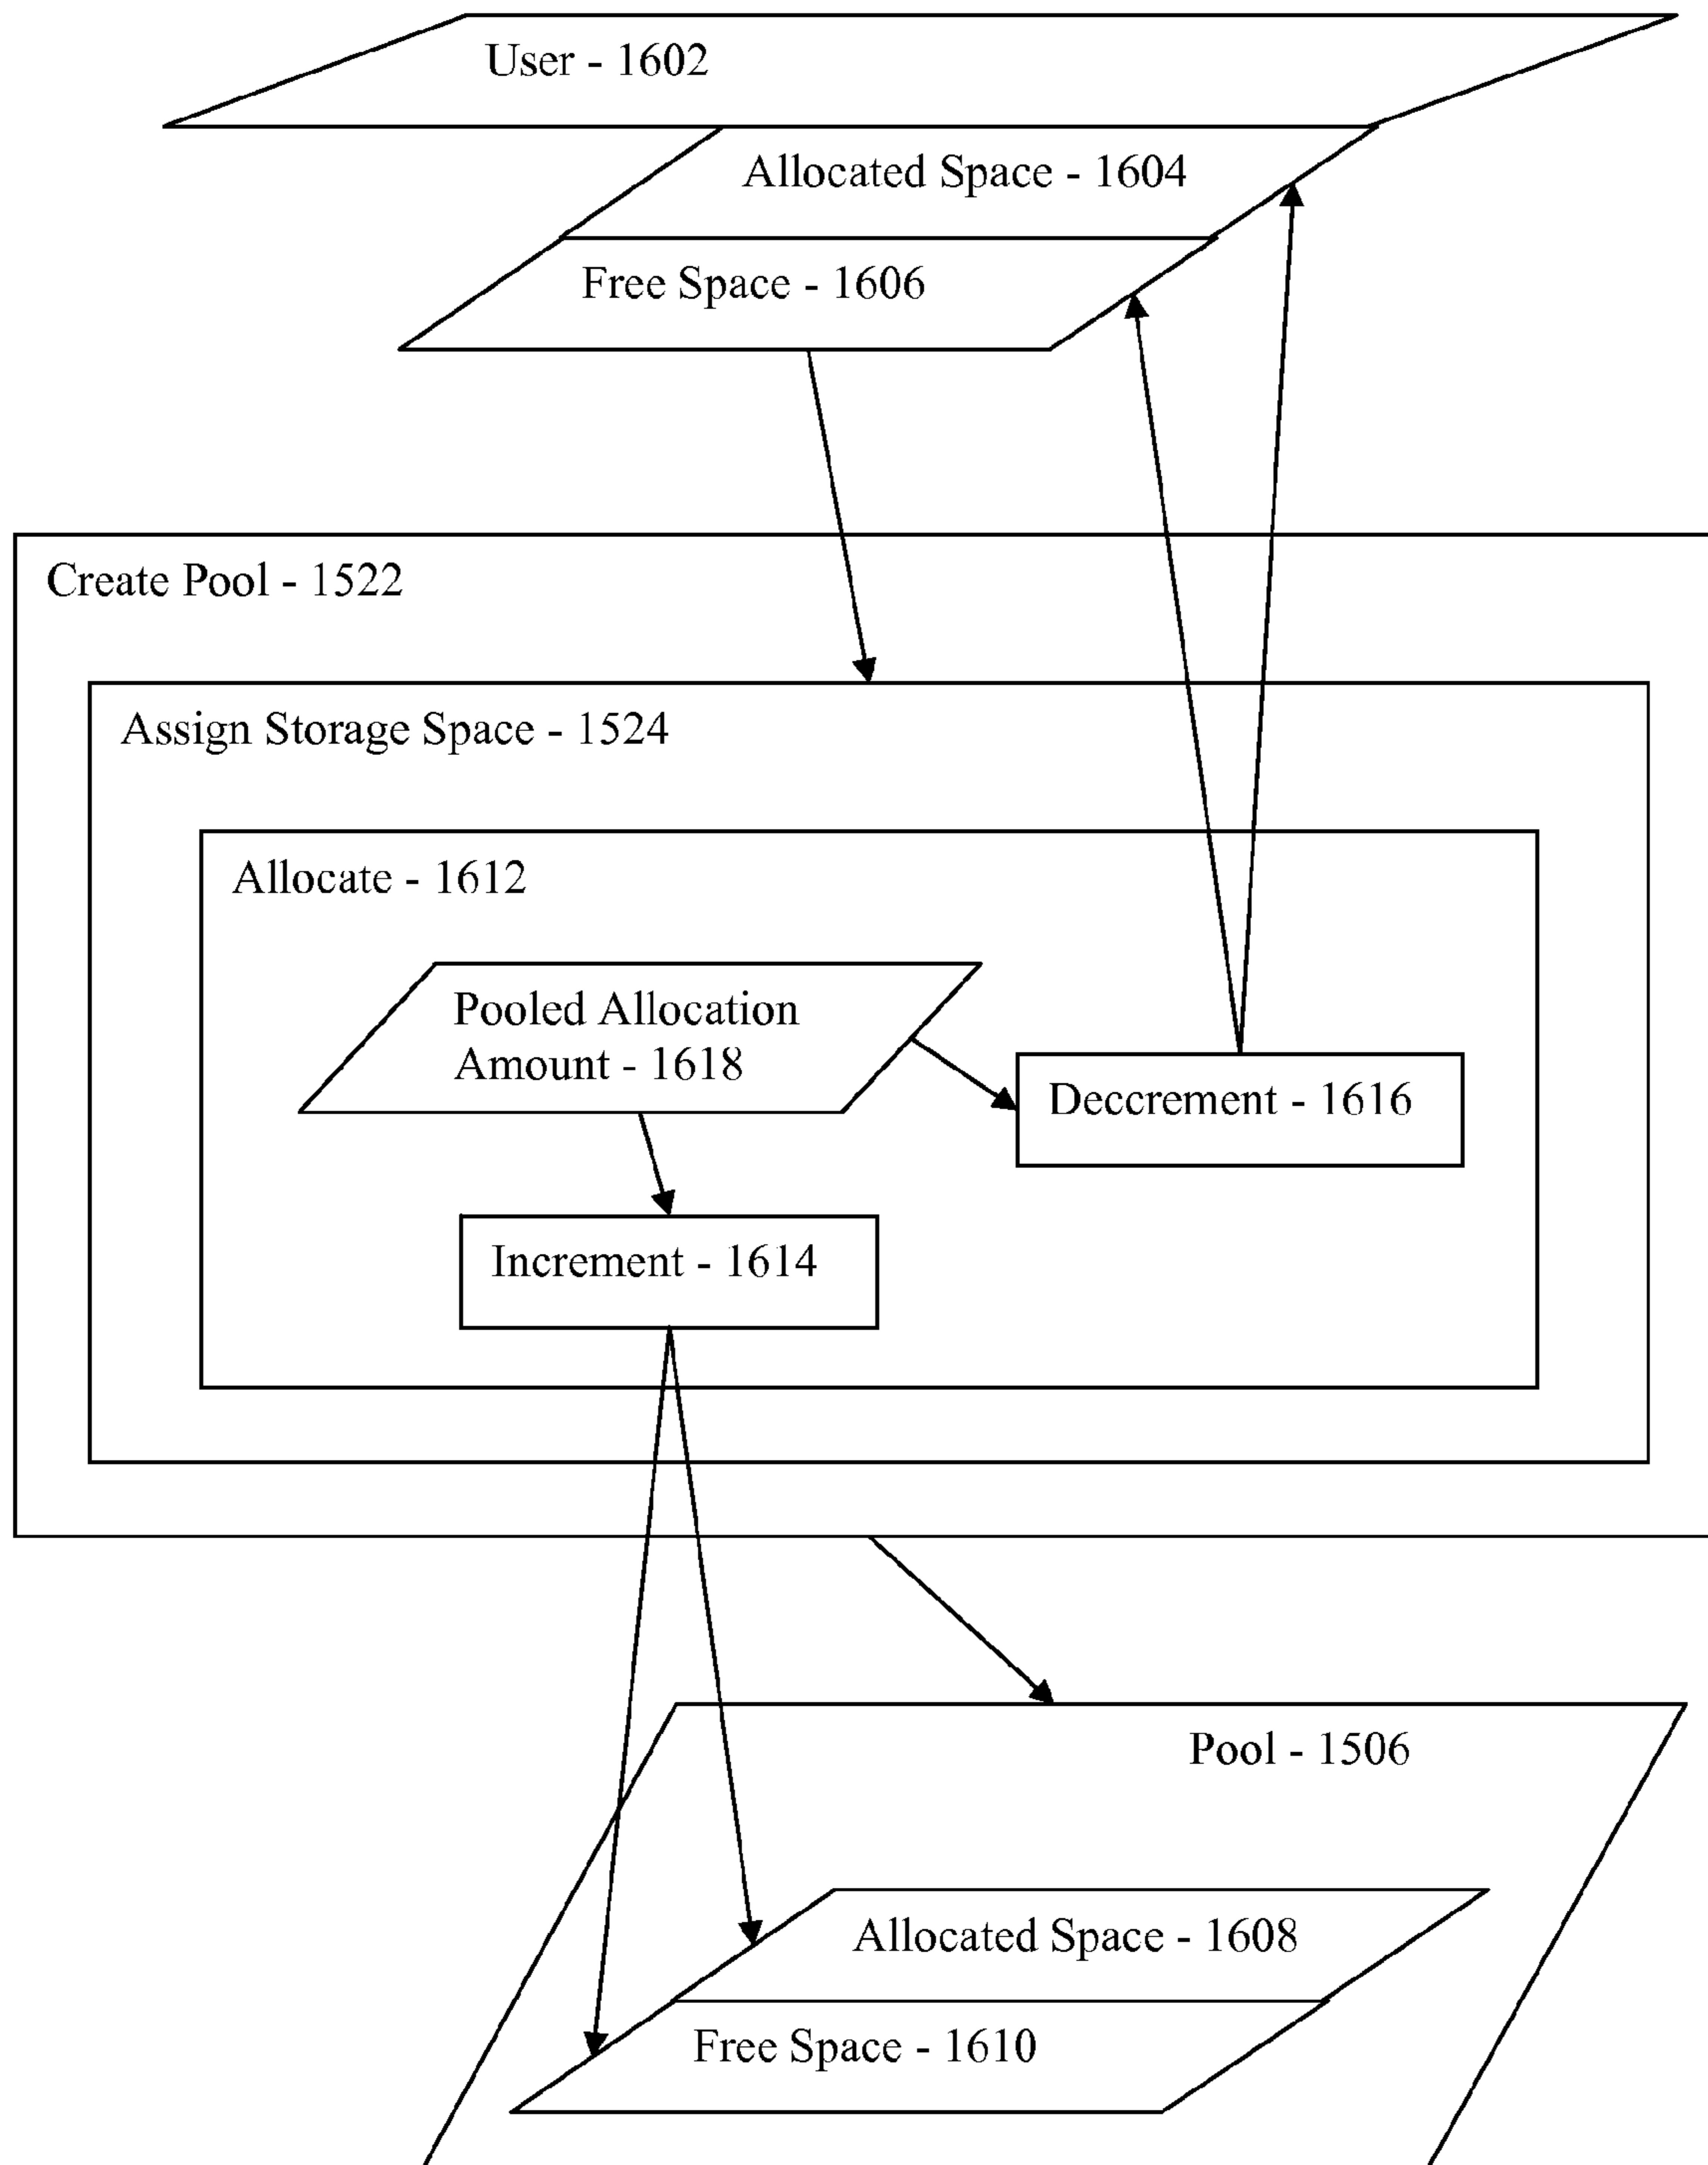 User - 1602
Allocated Space - 1604
Free Space - 1606
Create Pool - 1522
Assign Storage Space - 1524
Allocate - 1612
Pooled Allocation
Amount - 1618
Deccrement - 1616
Increment - 1614
Pool - 1506
Allocated Space - 1608
Free Space - 1610